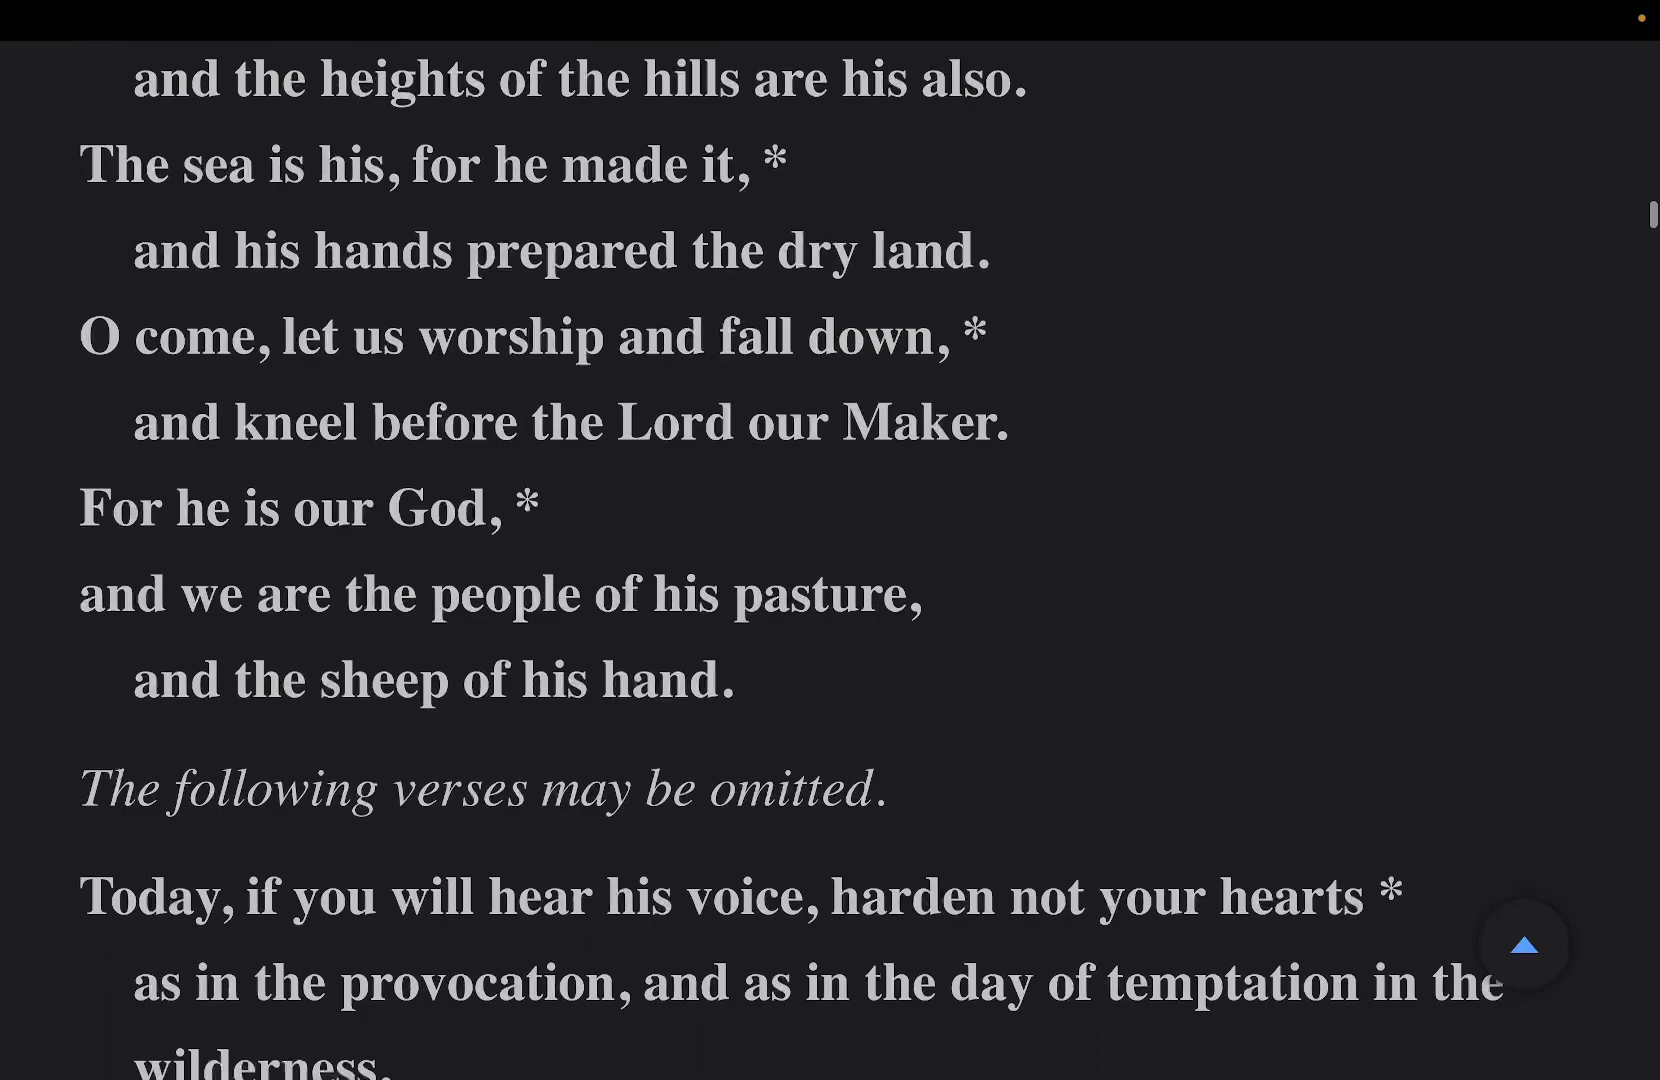 and the heights of the hills are his also.
The sea is his, for he made it, *
and his hands prepared the dry land.
O come, let us worship and fall down, *
and kneel before the Lord our Maker.
For he is our God, *
and we are the people of his pasture,
and the sheep of his hand.
The following verses may be omitted.
Today, if you will hear his voice, harden not your hearts *
as in the provocation, and as in the day of temptation in the
wilderness.